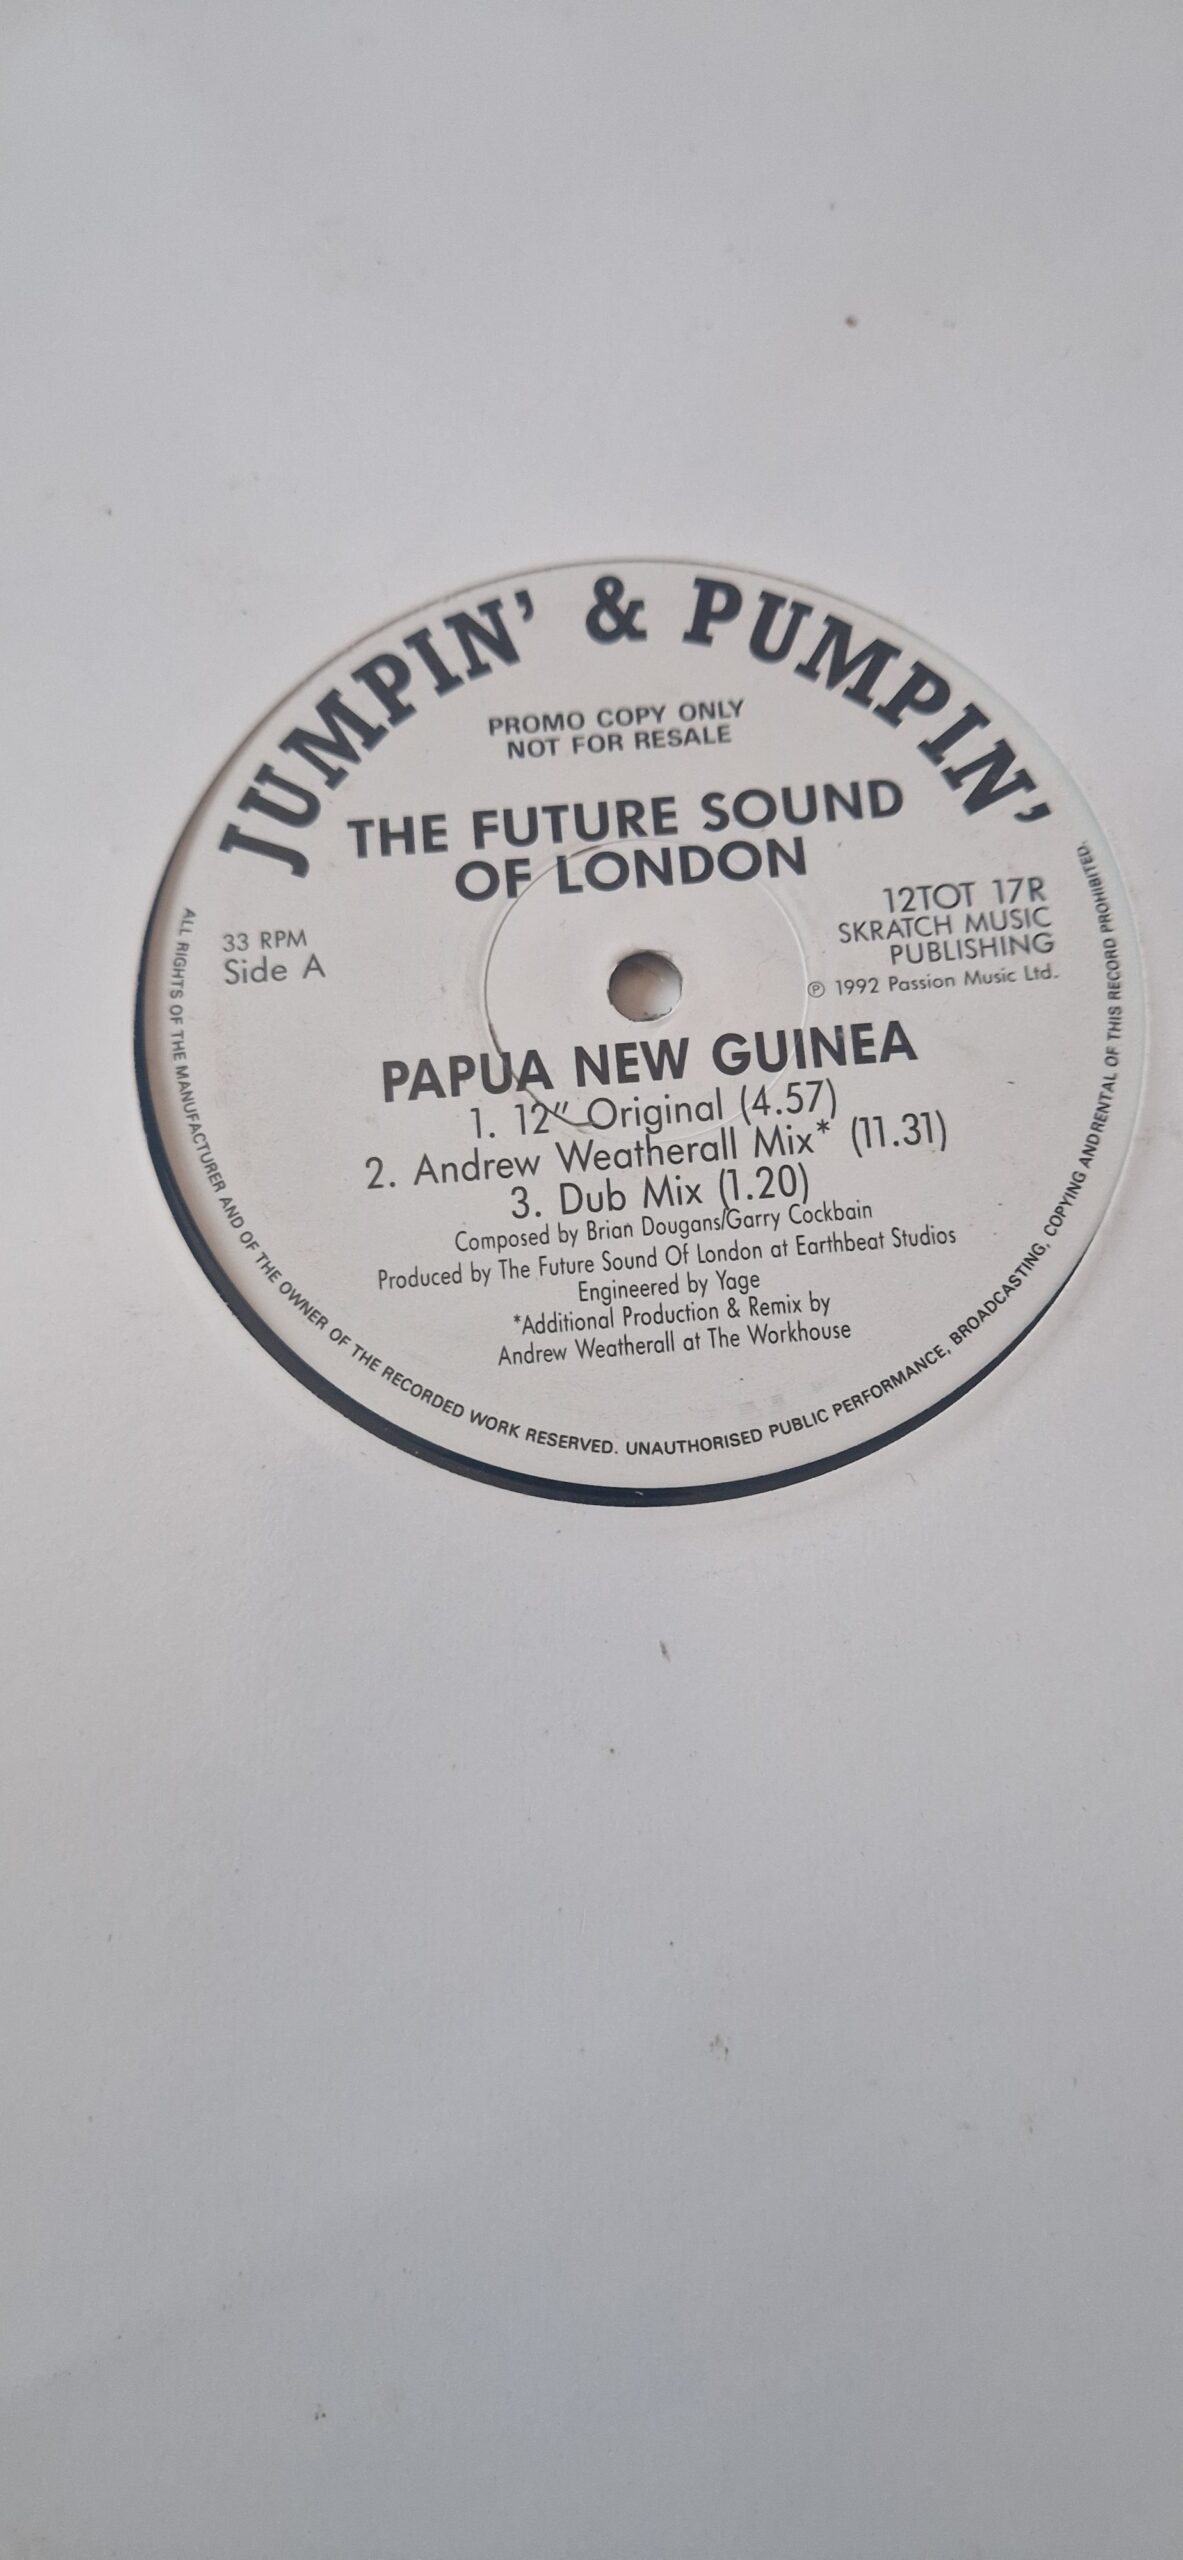 JUMPIN' & PUMPIN'
PROMO COPY ONLY
NOT FOR RESALE
THE FUTURE SOUND
OF LONDON
33 RPM
Side A
12TOT 17R
SKRATCH MUSIC
PUBLISHING
℗ 1992 Passion Music Ltd.
PAPUA NEW GUINEA
1. 12" Original (4.57)
2. Andrew Weatherall Mix* (11.31)
3. Dub Mix (1.20)
Composed by Brian Dougans/Garry Cockbain
Produced by The Future Sound Of London at Earthbeat Studios
Engineered by Yage
*Additional Production & Remix by
Andrew Weatherall at The Workhouse
ALL RIGHTS OF THE MANUFACTURER AND OF THE OWNER OF THE RECORDED WORK RESERVED. UNAUTHORISED PUBLIC PERFORMANCE, BROADCASTING, COPYING ANDRENTAL OF THIS RECORD PROHIBITED.